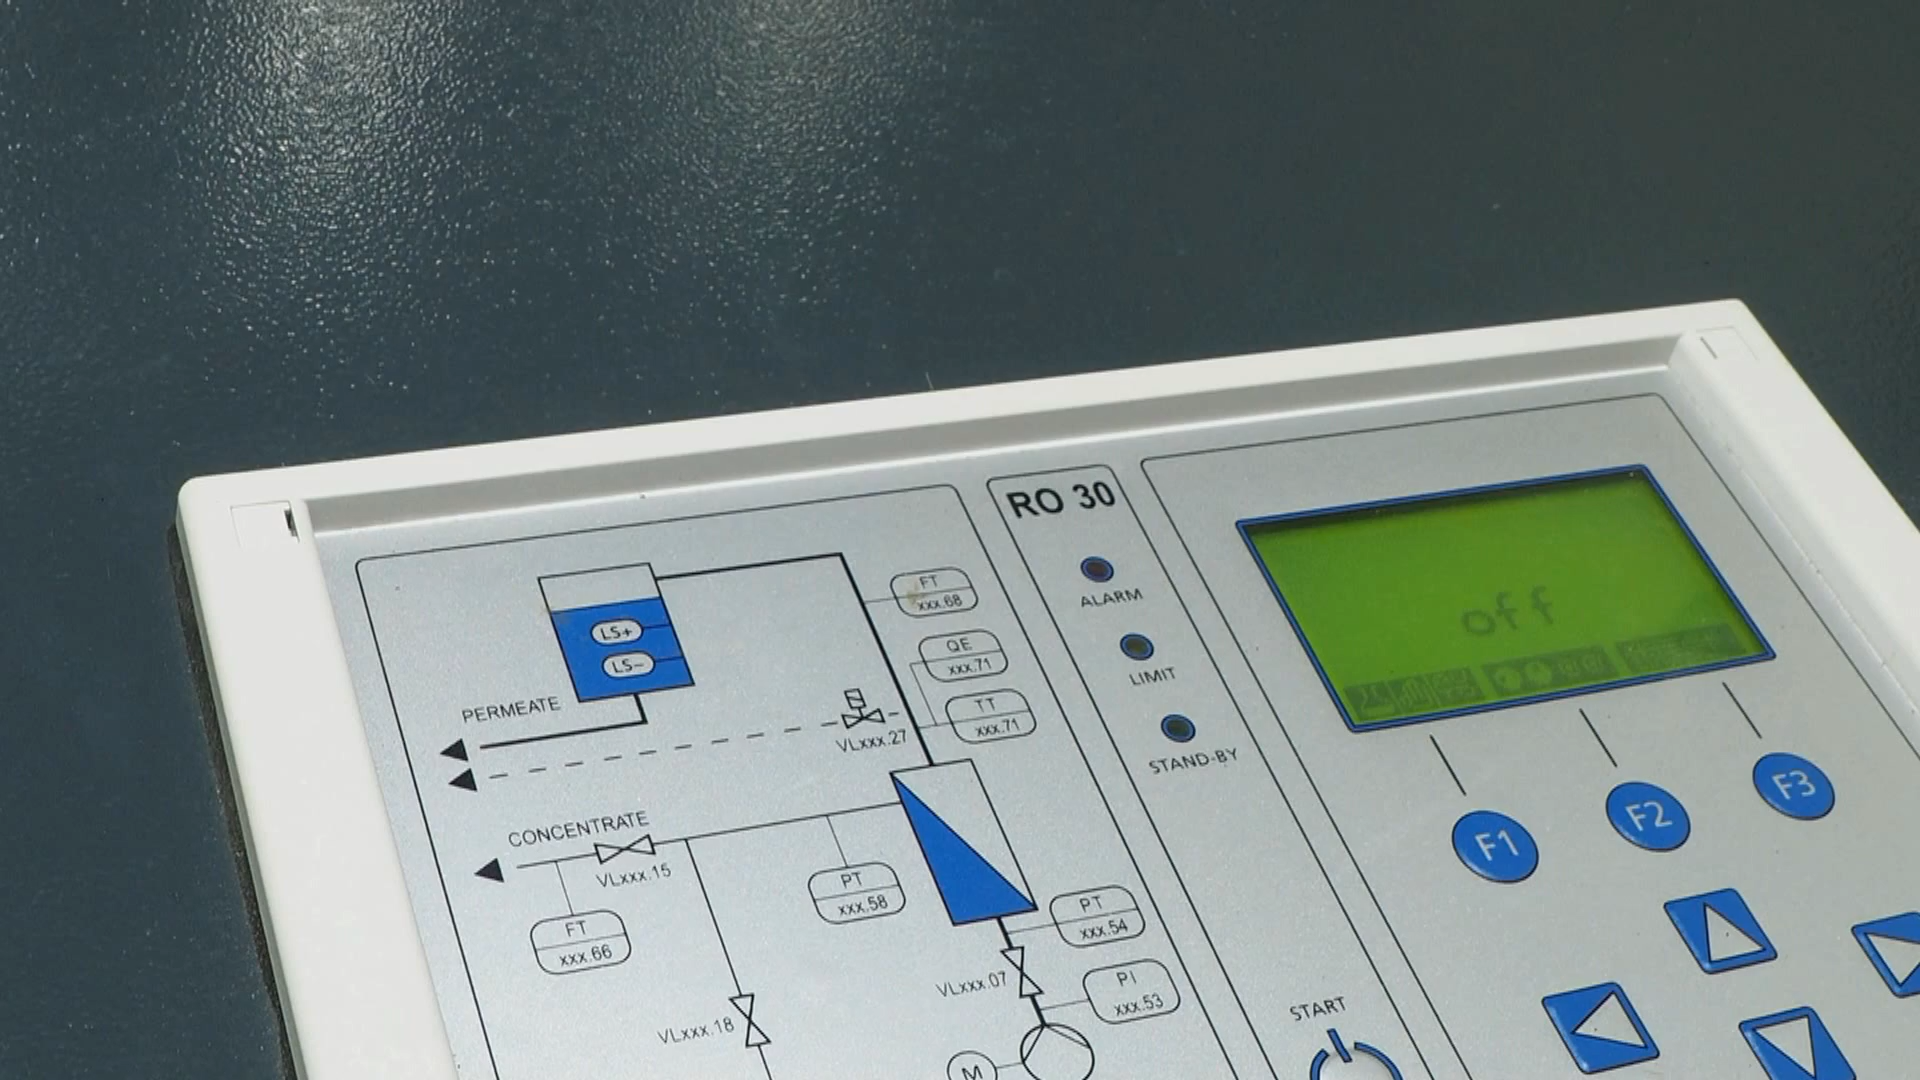 RO 30
FT
xxx.68
LS+
QE
xxx.71
ALARM
LS-
TT
xxx.71
LIMIT
off
PERMEATE
VLxxx.27
STAND-BY
CONCENTRATE
VLxxx.15
PT
xxx.58
FT
xxx.66
PT
xxx.54
VLxxx.07
PI
xxx.53
VLxxx.18
M
F1
F2
F3
START